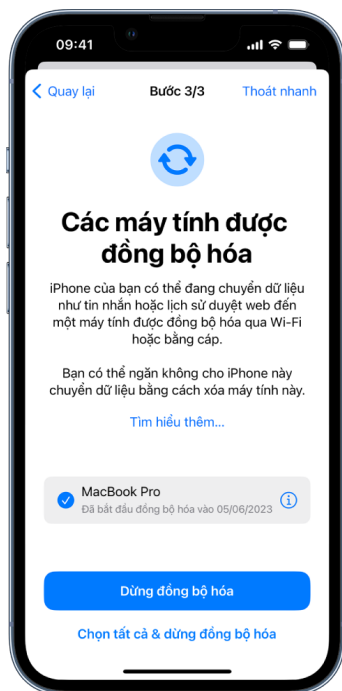 09:41
Quay lại Bước 3/3 Thoát nhanh
Các máy tính được
đồng bộ hóa
iPhone của bạn có thể đang chuyển dữ liệu
như tin nhắn hoặc lịch sử duyệt web đến
một máy tính được đồng bộ hóa qua Wi-Fi
hoặc bằng cáp.
Bạn có thể ngăn không cho iPhone này
chuyển dữ liệu bằng cách xóa máy tính này.
Tìm hiểu thêm...
MacBook Pro
Đã bắt đầu đồng bộ hóa vào 05/06/2023
Dừng đồng bộ hóa
Chọn tất cả & dừng đồng bộ hóa